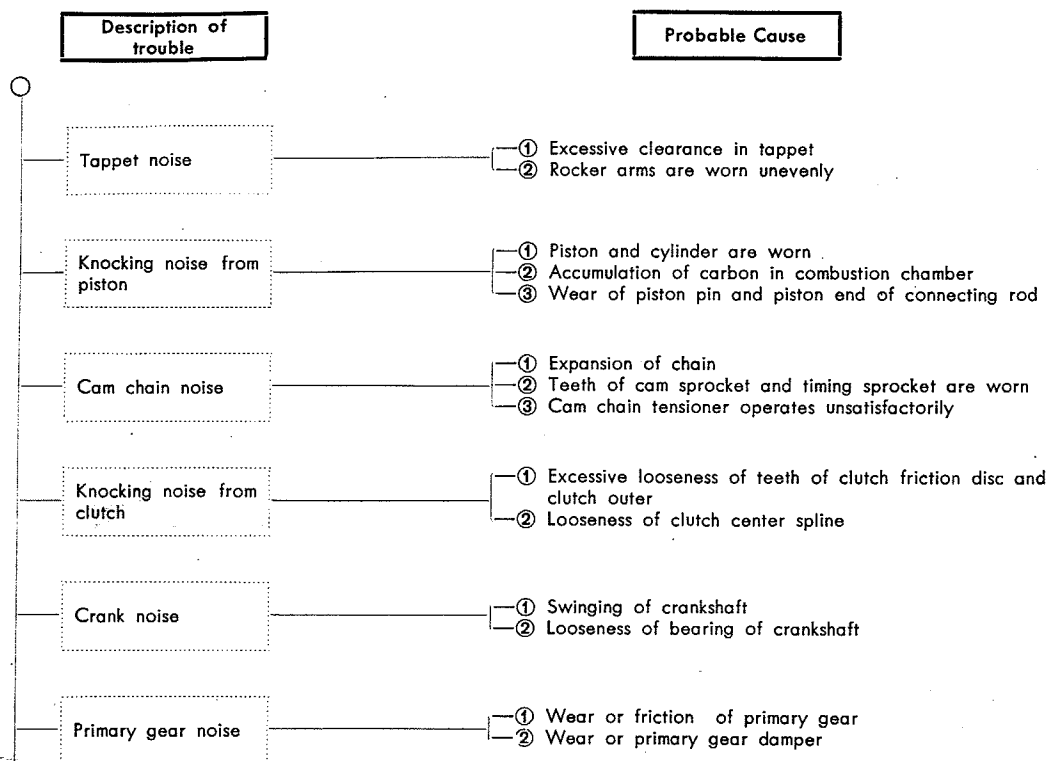 Description of
trouble
Probable Cause
Tappet noise
① Excessive clearance in tappet
② Rocker arms are worn unevenly
Knocking noise from
piston
① Piston and cylinder are worn
② Accumulation of carbon in combustion chamber
③ Wear of piston pin and piston end of connecting rod
Cam chain noise
① Expansion of chain
② Teeth of cam sprocket and timing sprocket are worn
③ Cam chain tensioner operates unsatisfactorily
Knocking noise from
clutch
① Excessive looseness of teeth of clutch friction disc and
clutch outer
② Looseness of clutch center spline
Crank noise
① Swinging of crankshaft
② Looseness of bearing of crankshaft
Primary gear noise
① Wear or friction of primary gear
② Wear or primary gear damper